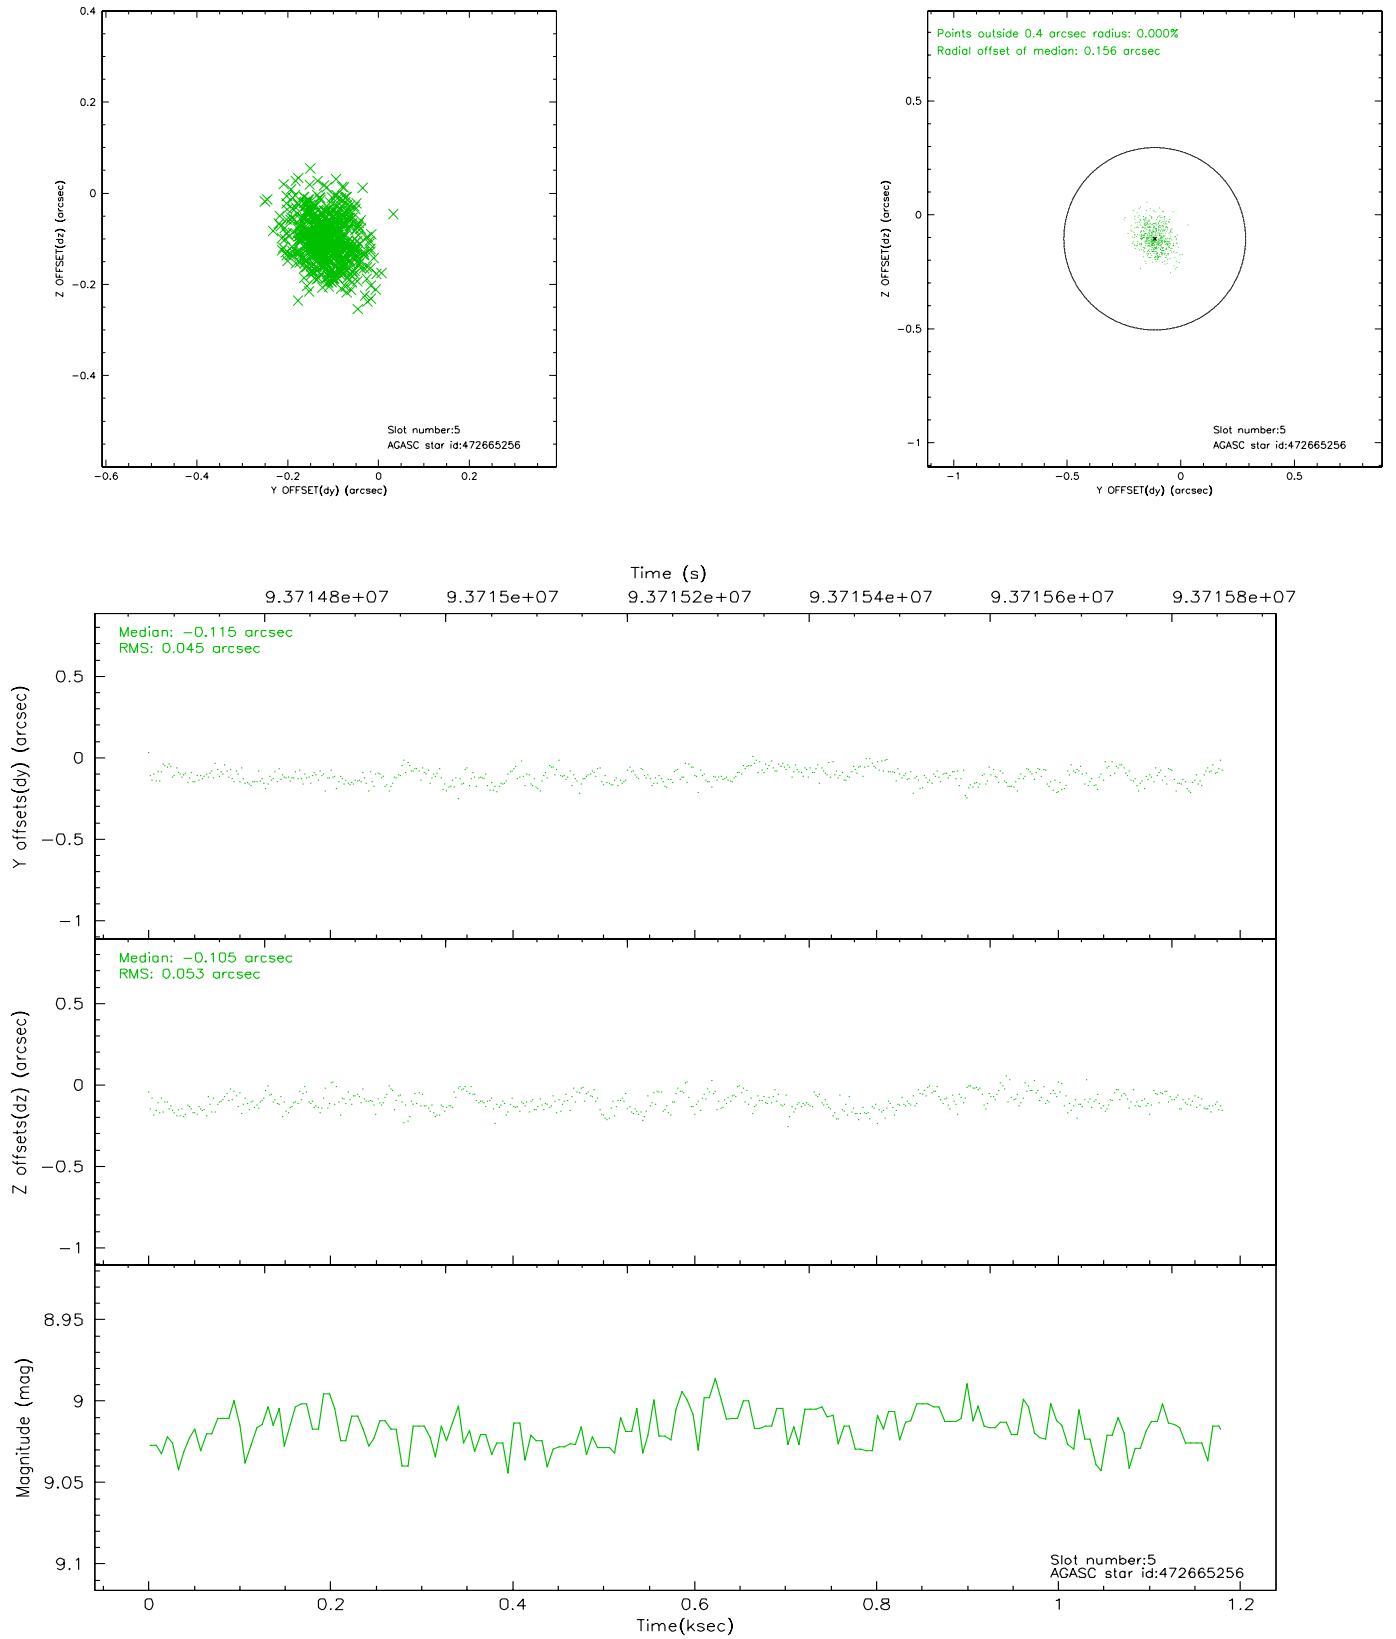 0.4
0.2
0
−0.2
−0.4
Z OFFSET(dz) (arcsec)
Slot number:5
AGASC star id:472665256
−0.6 −0.4 −0.2 0 0.2
Y OFFSET(dy) (arcsec)
Points outside 0.4 arcsec radius: 0.000%
Radial offset of median: 0.156 arcsec
0.5
0
−0.5
−1
Z OFFSET(dz) (arcsec)
Slot number:5
AGASC star id:472665256
−1 −0.5 0 0.5
Y OFFSET(dy) (arcsec)
Time (s)
9.37148e+07 9.3715e+07 9.37152e+07 9.37154e+07 9.37156e+07 9.37158e+07
Median: −0.115 arcsec
RMS: 0.045 arcsec
0.5
0
−0.5
−1
Y offsets(dy) (arcsec)
Median: −0.105 arcsec
RMS: 0.053 arcsec
0.5
0
−0.5
−1
Z offsets(dz) (arcsec)
8.95
9
9.05
9.1
Magnitude (mag)
Slot number:5
AGASC star id:472665256
0 0.2 0.4 0.6 0.8 1 1.2
Time(ksec)